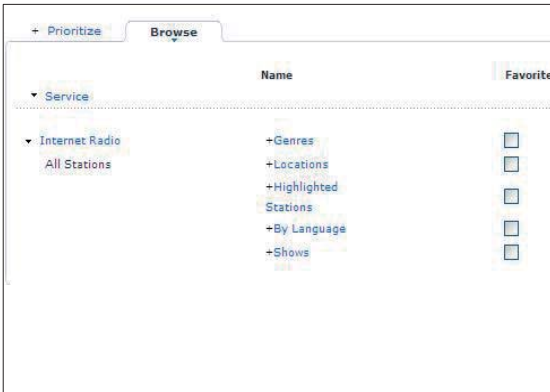 + Prioritize Browse
Name Favorite
Service
Internet Radio +Genres
All Stations +Locations
+Highlighted
Stations
+By Language
+Shows